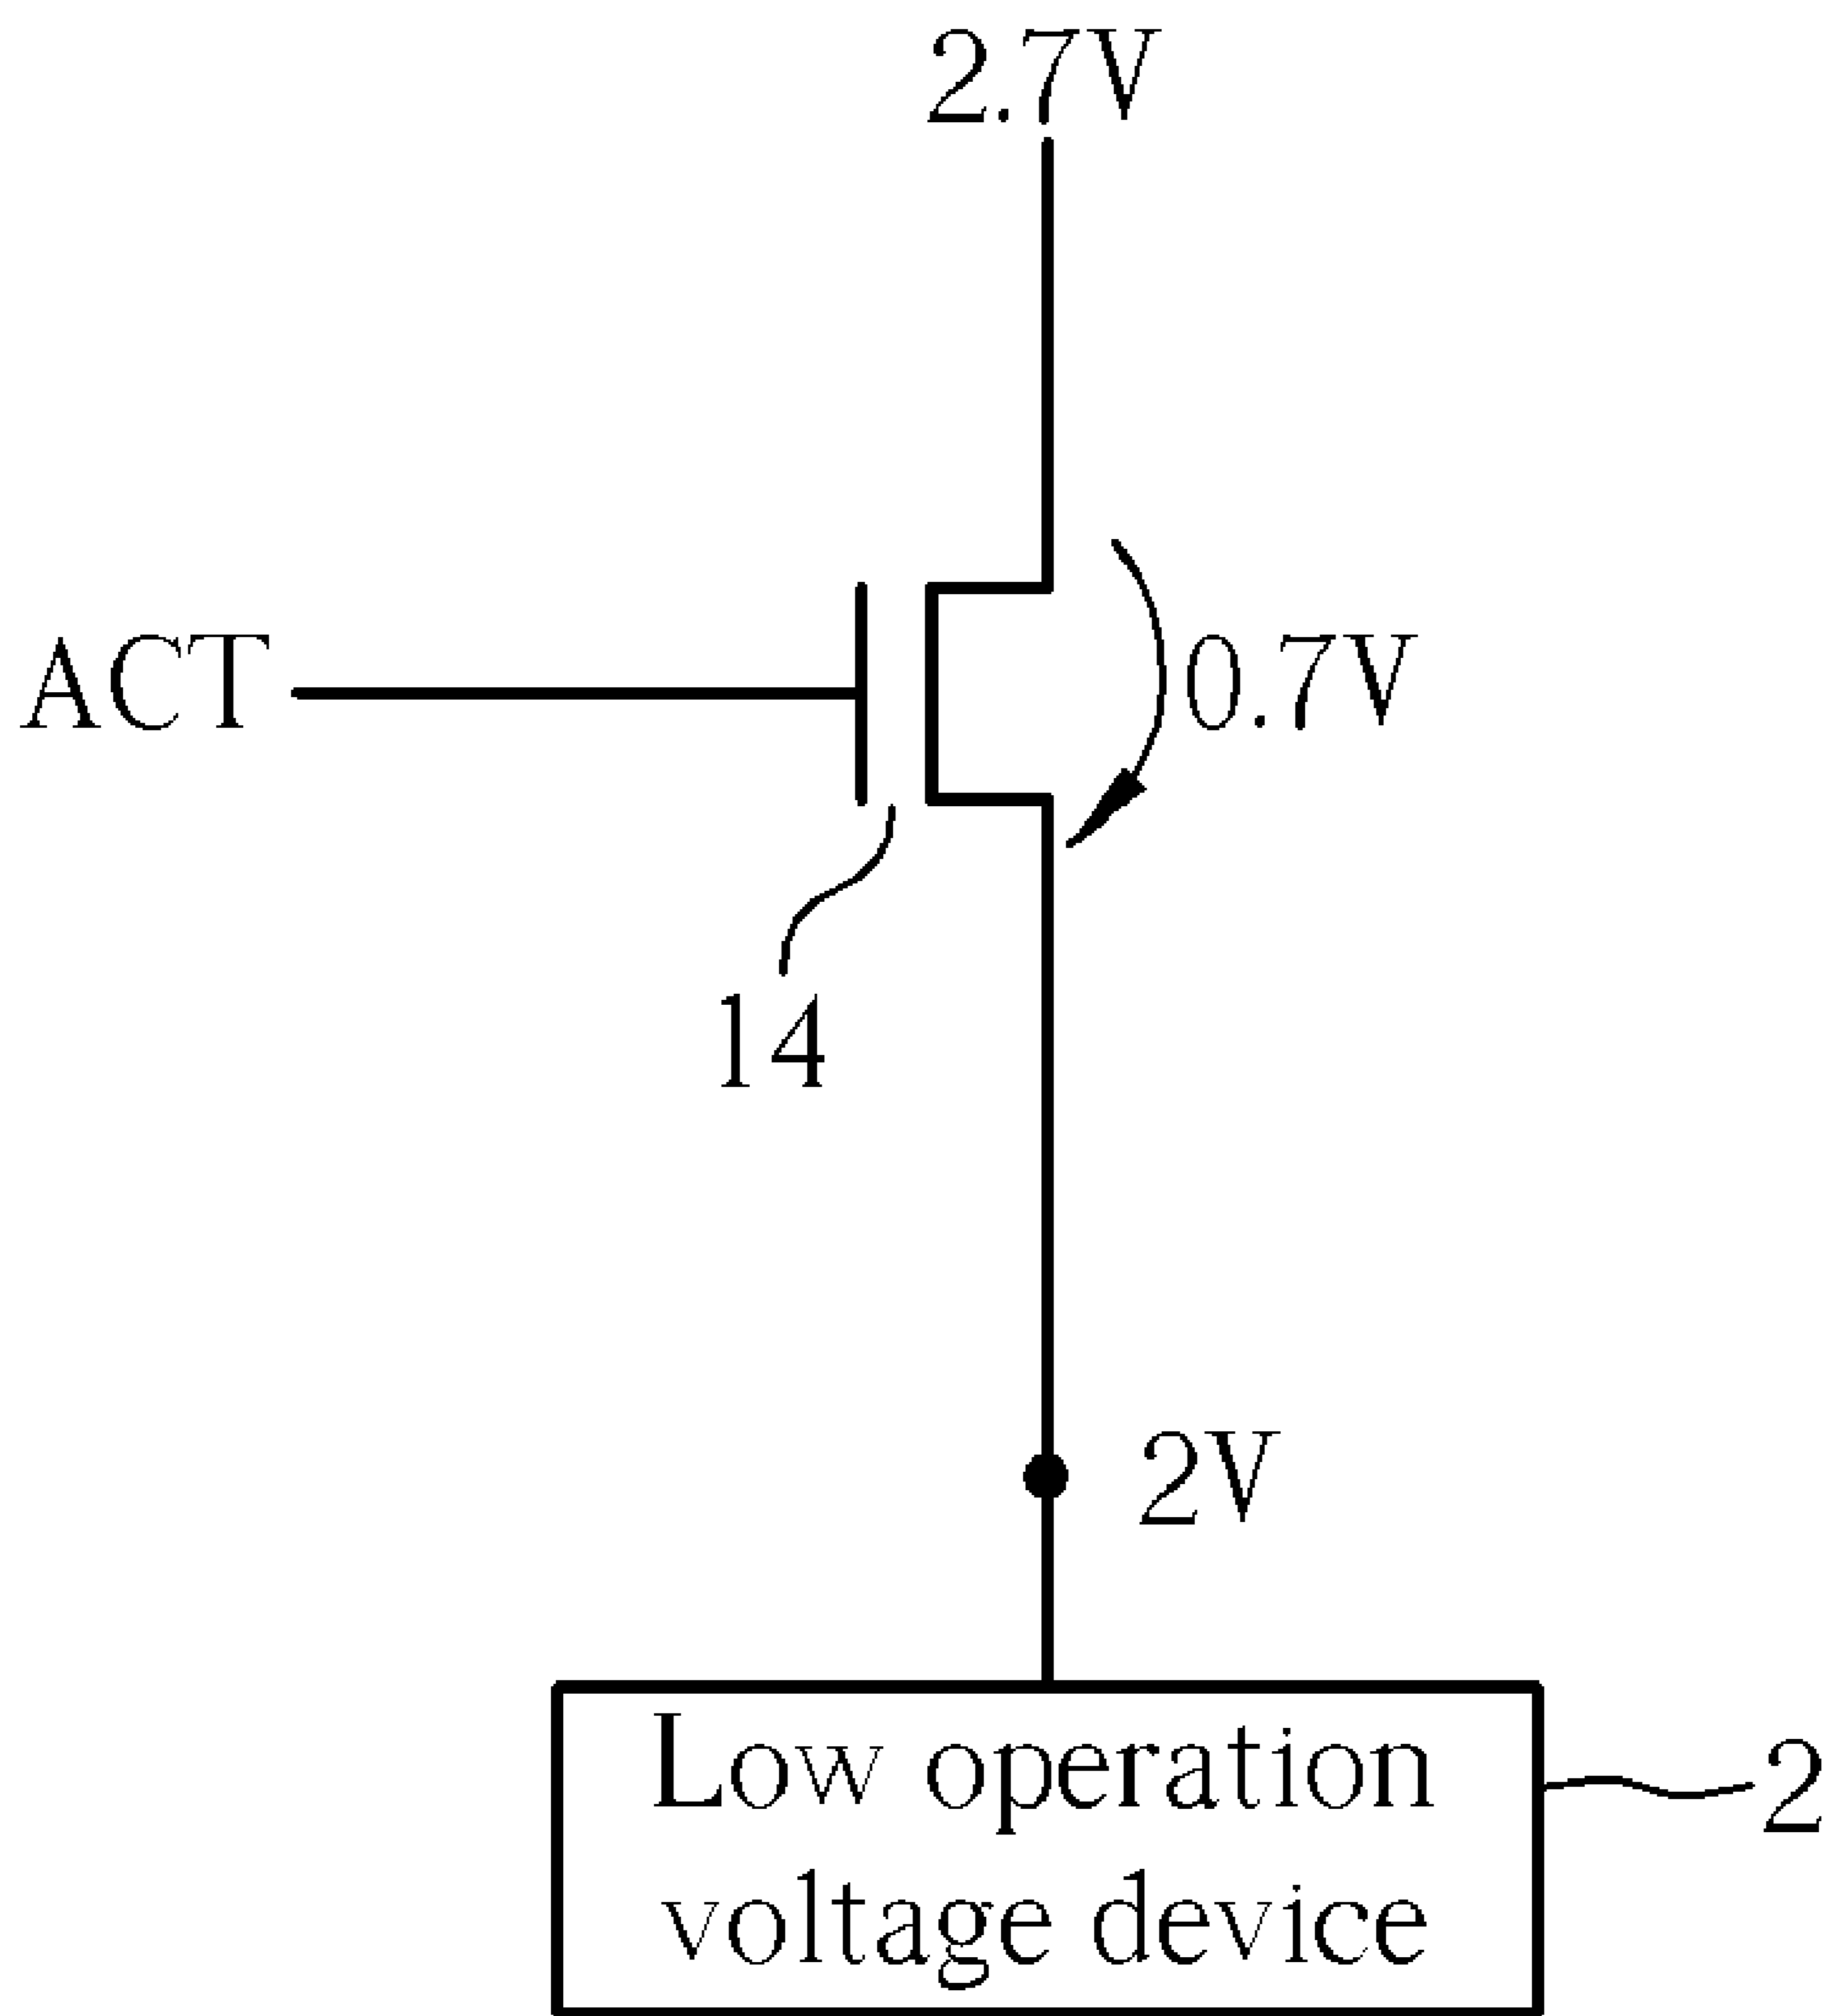 2.7V
ACT
0.7V
14
2V
Low operation
voltage device
2